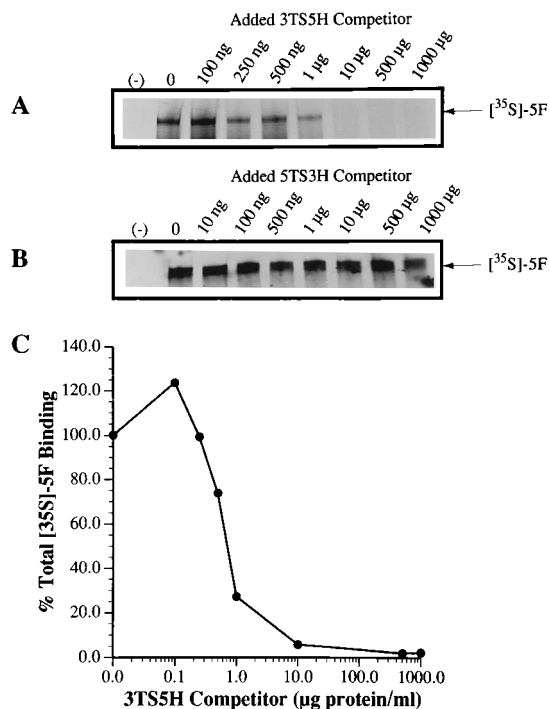 Added 3TS5H Competitor
(-) 0 100 ng 250 ng 500 ng 1 µg 10 µg 500 µg 1000 µg
A
[³⁵S]-5F
Added 5TS3H Competitor
(-) 0 10 ng 100 ng 500 ng 1 µg 10 µg 500 µg 1000 µg
B
[³⁵S]-5F
C
140.0
120.0
100.0
80.0
60.0
40.0
20.0
0.0
% Total [35S]-5F Binding
0.0 0.1 1.0 10.0 100.0 1000.0
3TS5H Competitor (µg protein/ml)